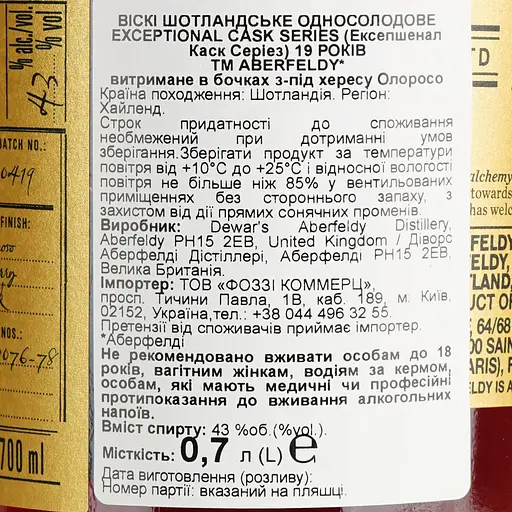 ВІСКІ ШОТЛАНДСЬКЕ ОДНОСОЛОДОВЕ
EXCEPTIONAL CASK SERIES (Ексепшенал
Каск Серіез) 19 РОКІВ
ТМ ABERFELDY*
витримане в бочках з-під хересу Олоросо
Країна походження: Шотландія. Регіон:
Хайленд.
Строк придатності до споживання
необмежений при дотриманні умов
зберігання.Зберігати продукт за температури
повітря від +10°С до +25°С і відносної вологості
повітря не більше ніж 85% у вентильованих
приміщеннях без стороннього запаху, з
захистом від дії прямих сонячних променів.
Виробник: Dewar's Aberfeldy Distillery,
Aberfeldy PH15 2EB, United Kingdom / Діворс
Аберфелді Дістіллері, Аберфелді PH15 2EB,
Велика Британія.
Імпортер: ТОВ «ФОЗЗІ КОММЕРЦ»,
просп. Тичини Павла, 1В, каб. 189, м. Київ,
02152, Україна,тел.: +38 044 496 32 55.
Претензії від споживачів приймає імпортер.
*Аберфелді
Не рекомендовано вживати особам до 18
років, вагітним жінкам, водіям за кермом,
особам, які мають медичні чи професійні
протипоказання до вживання алкогольних
напоїв.
Вміст спирту: 43 %об.(%vol.).
Місткість: 0,7 л (L) ℮
Дата виготовлення (розливу):
Номер партії: вказаний на пляшці.
% alc./vol.
% vol
43
BATCH NO.:
0419
FINISH:
NOS.:
076-78
700 ml
TD
alchemy
towards
has welc
FELDY,
LAND,
UCT OF
64/68
00 SAIN
ARIS), F
LDY IS A